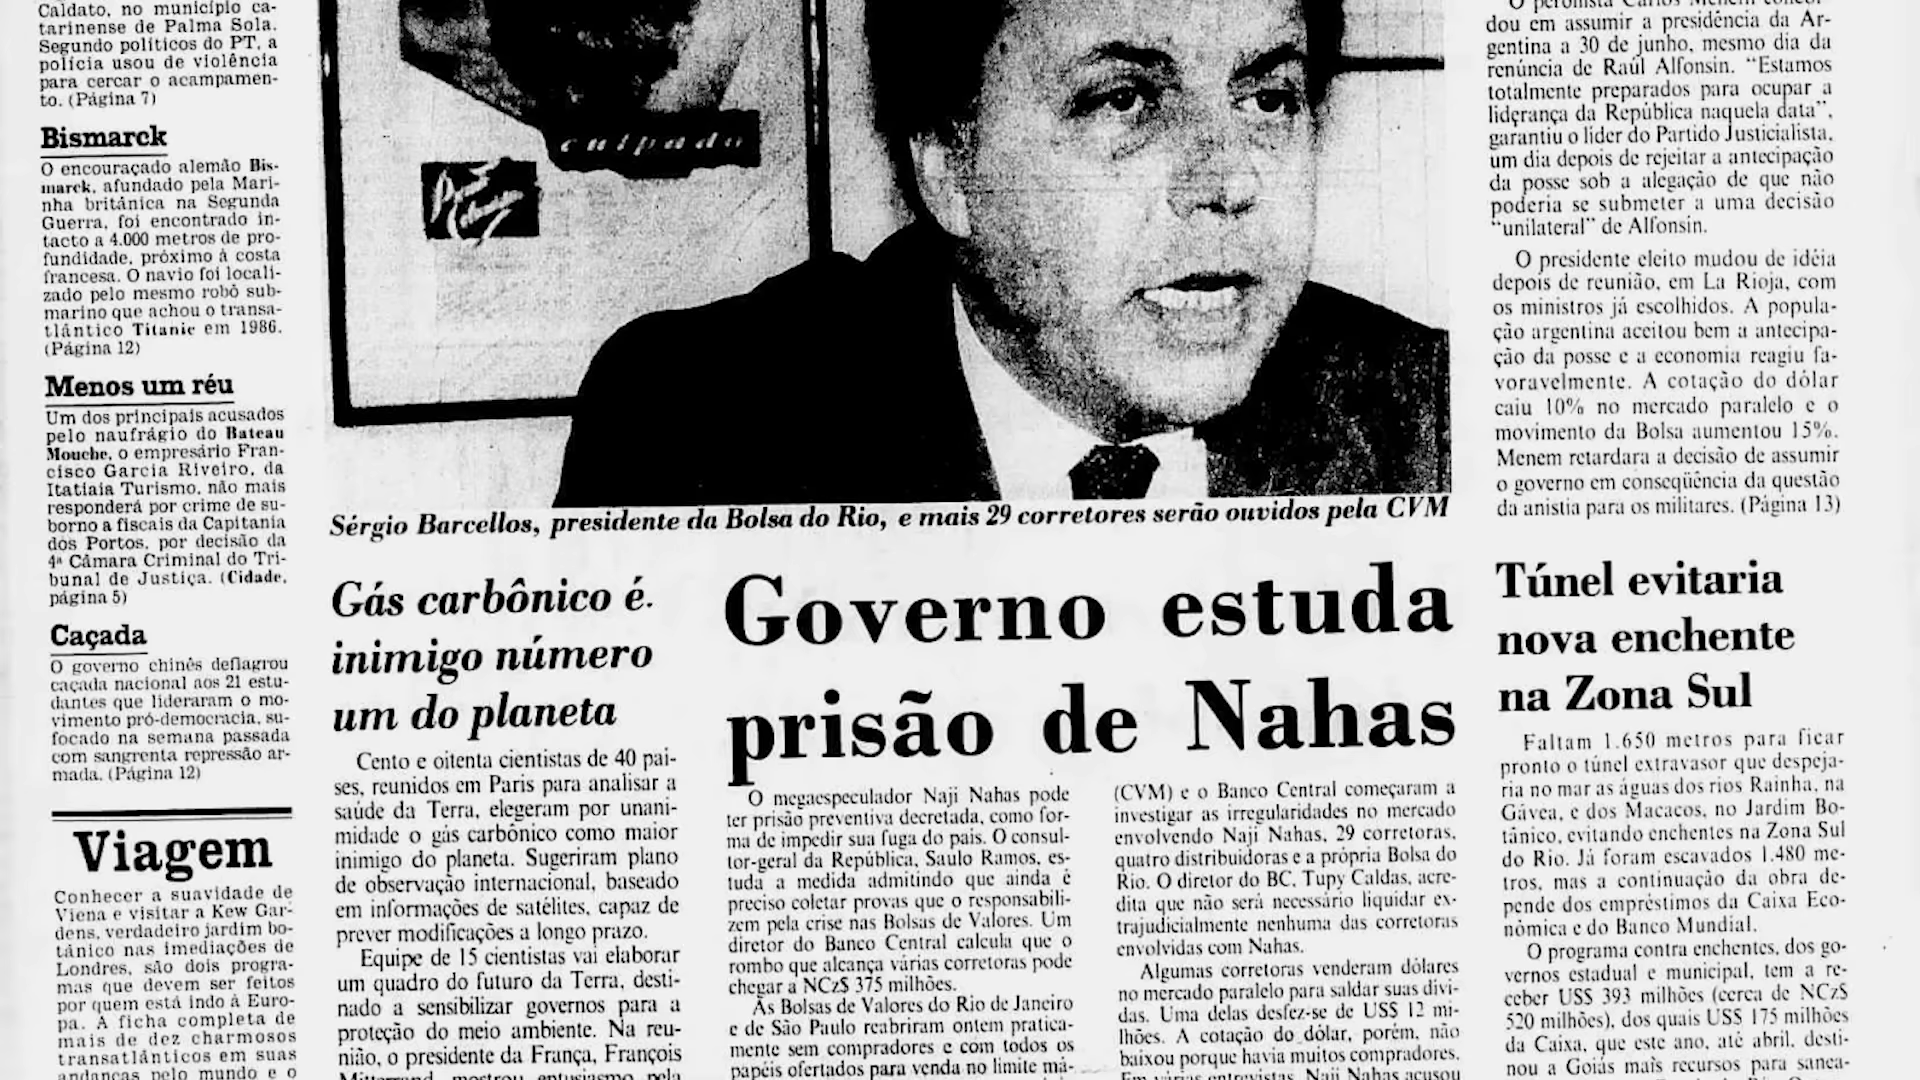 Caldato, no município ca-
tarinense de Palma Sola.
Segundo políticos do PT, a
polícia usou de violência
para cercar o acampamen-
to. (Página 7)
Bismarck
O encouraçado alemão Bis-
marck, afundado pela Mari-
nha britânica na Segunda
Guerra, foi encontrado in-
tacto a 4.000 metros de pro-
fundidade, próximo à costa
francesa. O navio foi locali-
zado pelo mesmo robô sub-
marino que achou o transa-
tlântico Titanic em 1986.
(Página 12)
Menos um réu
Um dos principais acusados
pelo naufrágio do Bateau
Mouche, o empresário Fran-
cisco Garcia Riveiro, da
Itatiaia Turismo, não mais
responderá por crime de su-
borno a fiscais da Capitania
dos Portos, por decisão da
4ª Câmara Criminal do Tri-
bunal de Justiça. (Cidade,
página 5)
Caçada
O governo chinês deflagrou
caçada nacional aos 21 estu-
dantes que lideraram o mo-
vimento pró-democracia, su-
focado na semana passada
com sangrenta repressão ar-
mada. (Página 12)
Viagem
Conhecer a suavidade de
Viena e visitar a Kew Gar-
dens, verdadeiro jardim bo-
tânico nas imediações de
Londres, são dois progra-
mas que devem ser feitos
por quem está indo à Euro-
pa. A ficha completa de
mais de dez charmosos
transatlânticos em suas
andanças pelo mundo e o
culpado
Sérgio Barcellos, presidente da Bolsa do Rio, e mais 29 corretores serão ouvidos pela CVM
Gás carbônico é
inimigo número
um do planeta
Cento e oitenta cientistas de 40 paí-
ses, reunidos em Paris para analisar a
saúde da Terra, elegeram por unani-
midade o gás carbônico como maior
inimigo do planeta. Sugeriram plano
de observação internacional, baseado
em informações de satélites, capaz de
prever modificações a longo prazo.
Equipe de 15 cientistas vai elaborar
um quadro do futuro da Terra, desti-
nado a sensibilizar governos para a
proteção do meio ambiente. Na reu-
nião, o presidente da França, François
Mitterrand, mostrou entusiasmo pela
Governo estuda
prisão de Nahas
O megaespeculador Naji Nahas pode
ter prisão preventiva decretada, como for-
ma de impedir sua fuga do país. O consul-
tor-geral da República, Saulo Ramos, es-
tuda a medida admitindo que ainda é
preciso coletar provas que o responsabili-
zem pela crise nas Bolsas de Valores. Um
diretor do Banco Central calcula que o
rombo que alcança várias corretoras pode
chegar a NCz$ 375 milhões.
As Bolsas de Valores do Rio de Janeiro
e de São Paulo reabriram ontem pratica-
mente sem compradores e com todos os
papéis ofertados para venda no limite má-
(CVM) e o Banco Central começaram a
investigar as irregularidades no mercado
envolvendo Naji Nahas, 29 corretoras,
quatro distribuidoras e a própria Bolsa do
Rio. O diretor do BC, Tupy Caldas, acre-
dita que não será necessário liquidar ex-
trajudicialmente nenhuma das corretoras
envolvidas com Nahas.
Algumas corretoras venderam dólares
no mercado paralelo para saldar suas dívi-
das. Uma delas desfez-se de US$ 12 mi-
lhões. A cotação do dólar, porém, não
baixou porque havia muitos compradores.
Em várias entrevistas, Naji Nahas acusou
O peronista Carlos Menem concor-
dou em assumir a presidência da Ar-
gentina a 30 de junho, mesmo dia da
renúncia de Raúl Alfonsín. "Estamos
totalmente preparados para ocupar a
liderança da República naquela data",
garantiu o líder do Partido Justicialista,
um dia depois de rejeitar a antecipação
da posse sob a alegação de que não
poderia se submeter a uma decisão
"unilateral" de Alfonsín.
O presidente eleito mudou de idéia
depois de reunião, em La Rioja, com
os ministros já escolhidos. A popula-
ção argentina aceitou bem a antecipa-
ção da posse e a economia reagiu fa-
voravelmente. A cotação do dólar
caiu 10% no mercado paralelo e o
movimento da Bolsa aumentou 15%.
Menem retardara a decisão de assumir
o governo em conseqüência da questão
da anistia para os militares. (Página 13)
Túnel evitaria
nova enchente
na Zona Sul
Faltam 1.650 metros para ficar
pronto o túnel extravasor que despeja-
ria no mar as águas dos rios Rainha, na
Gávea, e dos Macacos, no Jardim Bo-
tânico, evitando enchentes na Zona Sul
do Rio. Já foram escavados 1.480 me-
tros, mas a continuação da obra de-
pende dos empréstimos da Caixa Eco-
nômica e do Banco Mundial.
O programa contra enchentes, dos go-
vernos estadual e municipal, tem a re-
ceber US$ 393 milhões (cerca de NCz$
520 milhões), dos quais US$ 175 milhões
da Caixa, que este ano, até abril, desti-
nou a Goiás mais recursos para sanea-